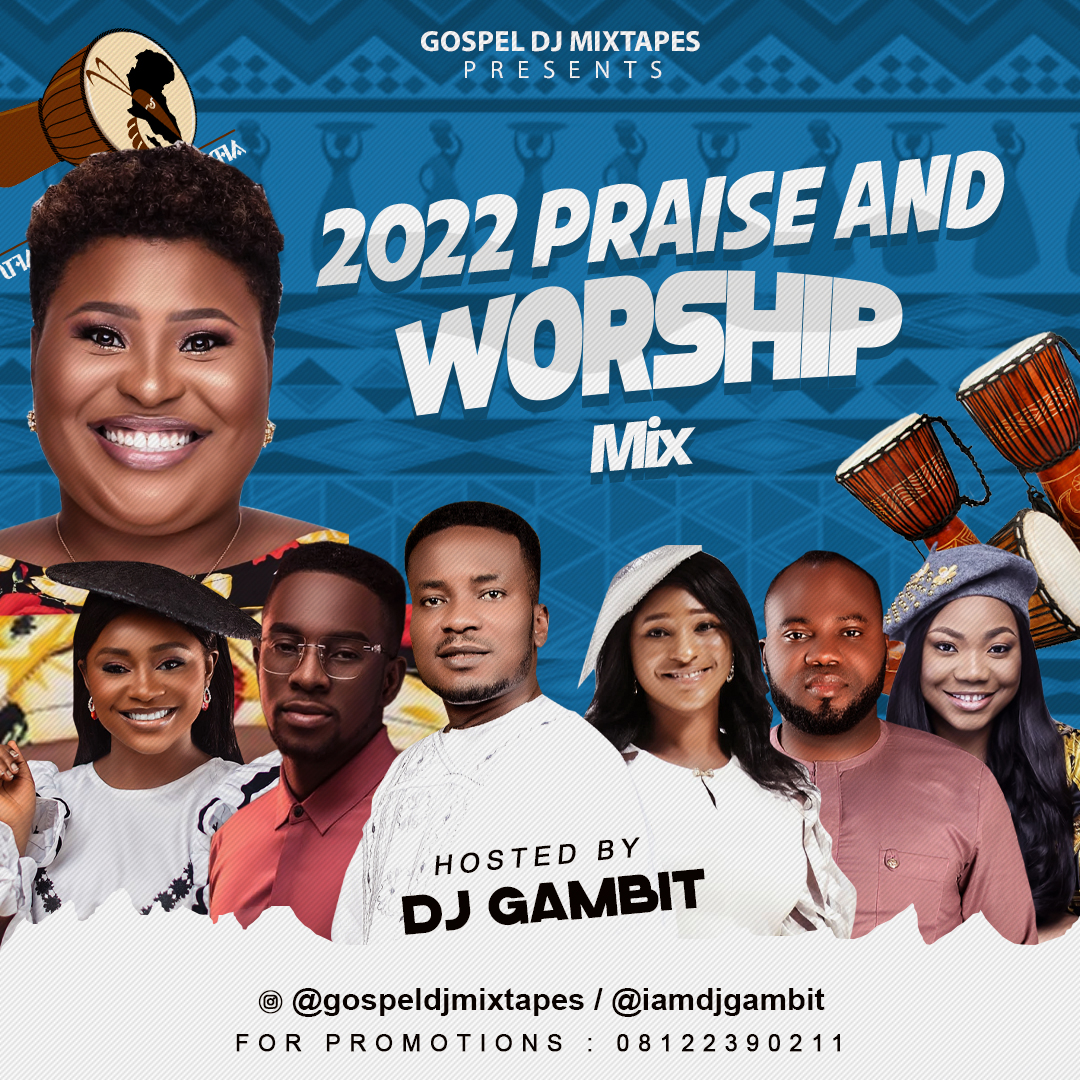 GOSPEL DJ MIXTAPES
PRESENTS
2022 PRAISE AND
WORSHIP
Mix
HOSTED BY
DJ GAMBIT
@gospeldjmixtapes / @iamdjgambit
FOR PROMOTIONS : 08122390211